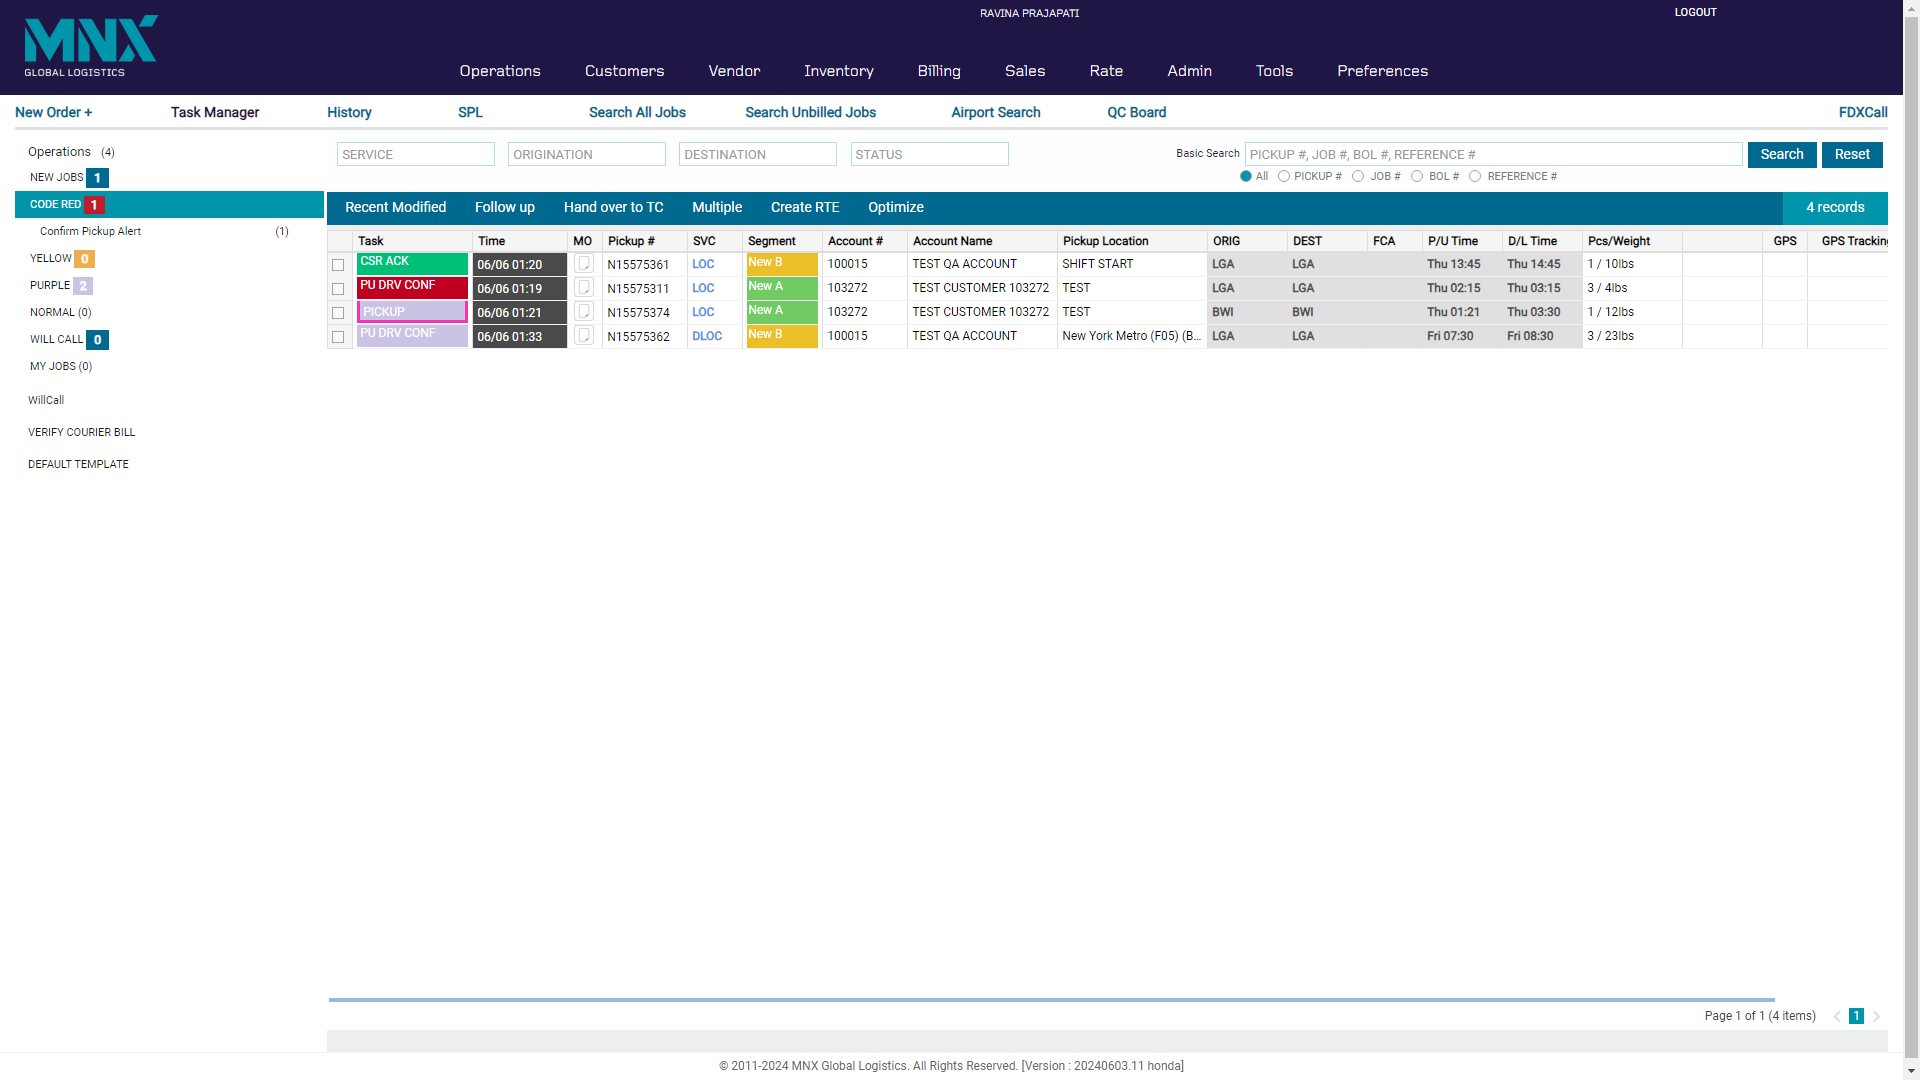 RAVINA PRAJAPATI
LOGOUT
MNX
GLOBAL LOGISTICS
Operations Customers Vendor Inventory Billing Sales Rate Admin Tools Preferences
New Order + Task Manager History SPL Search All Jobs Search Unbilled Jobs Airport Search QC Board FDXCall
Operations (4)
NEW JOBS 1
CODE RED 1
Confirm Pickup Alert (1)
YELLOW 0
PURPLE 2
NORMAL (0)
WILL CALL 0
MY JOBS (0)
WillCall
VERIFY COURIER BILL
DEFAULT TEMPLATE
SERVICE ORIGINATION DESTINATION STATUS
Basic Search PICKUP #, JOB #, BOL #, REFERENCE # Search Reset
All PICKUP # JOB # BOL # REFERENCE #
Recent Modified Follow up Hand over to TC Multiple Create RTE Optimize 4 records
Task Time MO Pickup # SVC Segment Account # Account Name Pickup Location ORIG DEST FCA P/U Time D/L Time Pcs/Weight GPS GPS Tracking
CSR ACK 06/06 01:20 N15575361 LOC New B 100015 TEST QA ACCOUNT SHIFT START LGA LGA Thu 13:45 Thu 14:45 1 / 10lbs
PU DRV CONF 06/06 01:19 N15575311 LOC New A 103272 TEST CUSTOMER 103272 TEST LGA LGA Thu 02:15 Thu 03:15 3 / 4lbs
PICKUP 06/06 01:21 N15575374 LOC New A 103272 TEST CUSTOMER 103272 TEST BWI BWI Thu 01:21 Thu 03:30 1 / 12lbs
PU DRV CONF 06/06 01:33 N15575362 DLOC New B 100015 TEST QA ACCOUNT New York Metro (F05) (B... LGA LGA Fri 07:30 Fri 08:30 3 / 23lbs
Page 1 of 1 (4 items) 1
© 2011-2024 MNX Global Logistics. All Rights Reserved. [Version : 20240603.11 honda]